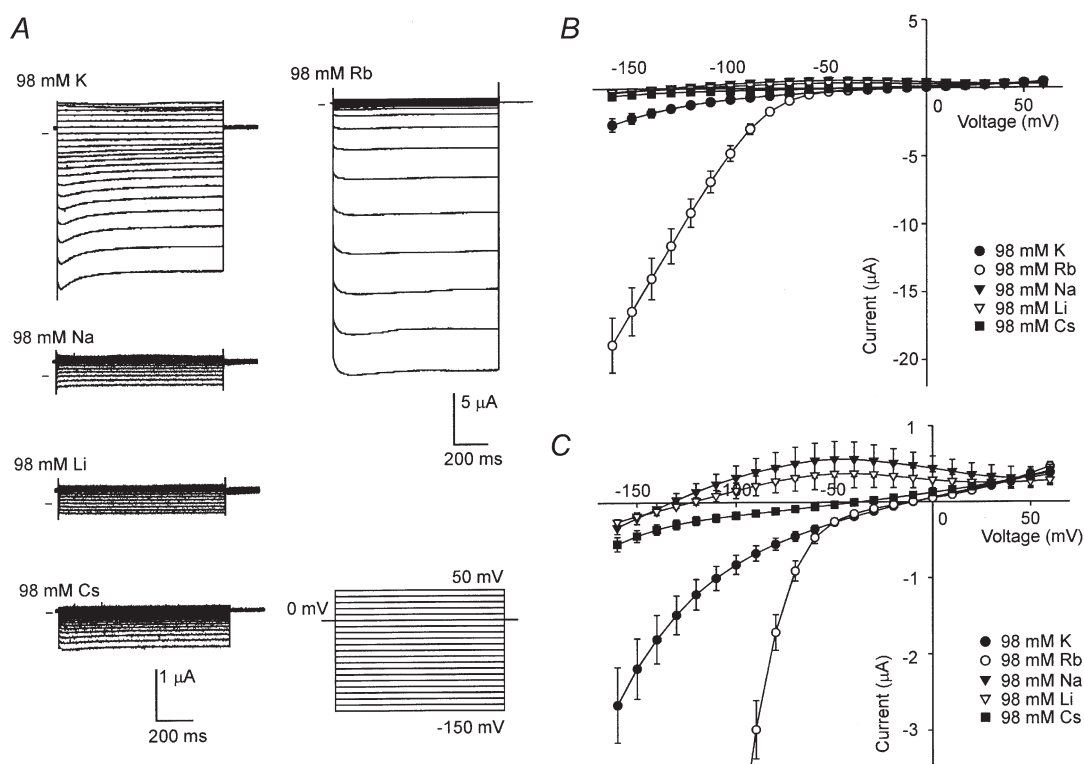 A
98 mM K
98 mM Rb
98 mM Na
5 μA
200 ms
98 mM Li
98 mM Cs
50 mV
0 mV
-150 mV
1 μA
200 ms
B
5
-150
-100
-50
0
50
Voltage (mV)
-5
-10
-15
-20
Current (μA)
98 mM K
98 mM Rb
98 mM Na
98 mM Li
98 mM Cs
C
1
-150
-100
-50
0
50
Voltage (mV)
-1
-2
-3
Current (μA)
98 mM K
98 mM Rb
98 mM Na
98 mM Li
98 mM Cs